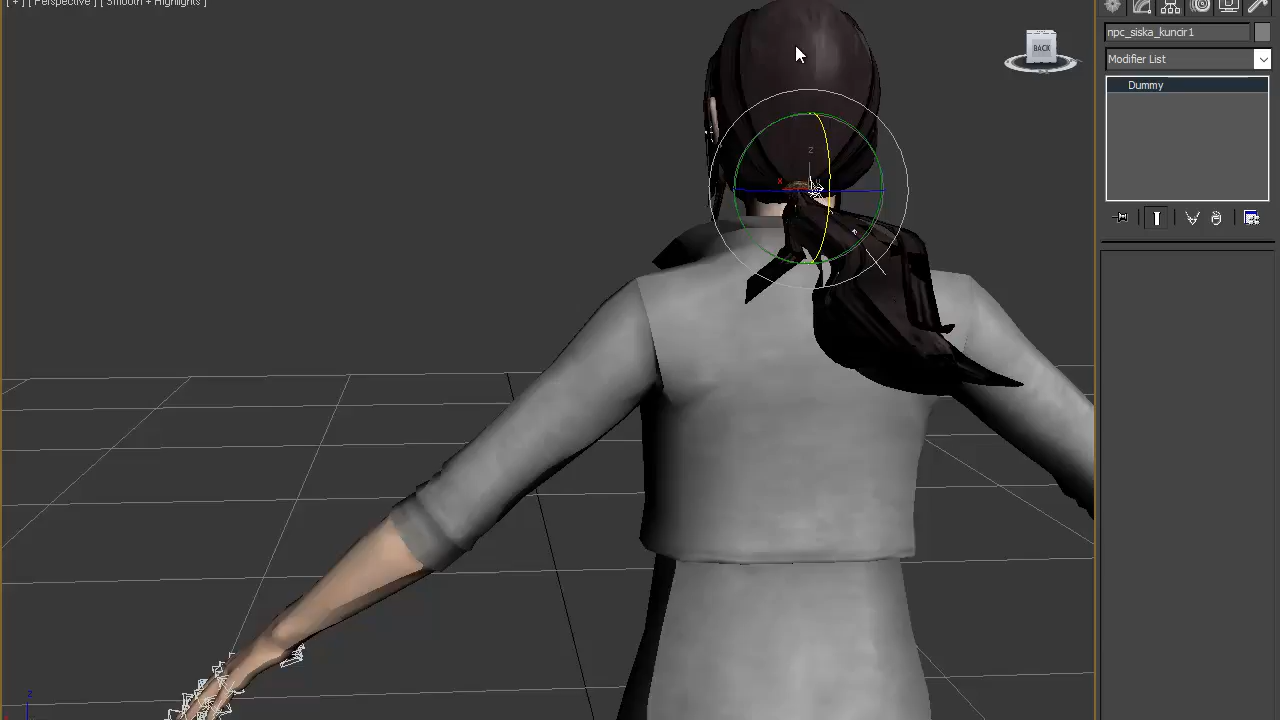 [ + ] [ Perspective ] [ Smooth + Highlights ]
npc_siska_kuncir1
BACK
Modifier List
Dummy
z
x
z